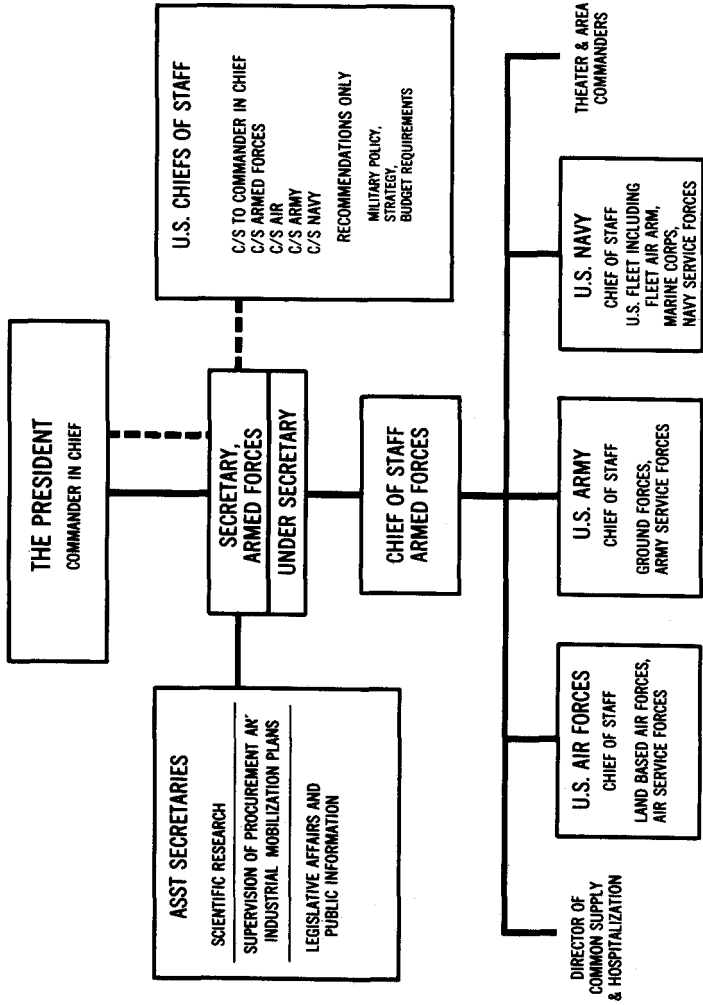 THE PRESIDENT
COMMANDER IN CHIEF
ASST SECRETARIES
SCIENTIFIC RESEARCH
SUPERVISION OF PROCUREMENT AN'
INDUSTRIAL MOBILIZATION PLANS
LEGISLATIVE AFFAIRS AND
PUBLIC INFORMATION
SECRETARY,
ARMED FORCES
UNDER SECRETARY
U.S. CHIEFS OF STAFF
C/S TO COMMANDER IN CHIEF
C/S ARMED FORCES
C/S AIR
C/S ARMY
C/S NAVY
RECOMMENDATIONS ONLY
MILITARY POLICY,
STRATEGY,
BUDGET REQUIREMENTS
CHIEF OF STAFF
ARMED FORCES
DIRECTOR OF
COMMON SUPPLY
& HOSPITALIZATION
U.S. AIR FORCES
CHIEF OF STAFF
LAND BASED AIR FORCES,
AIR SERVICE FORCES
U.S. ARMY
CHIEF OF STAFF
GROUND FORCES,
ARMY SERVICE FORCES
U.S. NAVY
CHIEF OF STAFF
U.S. FLEET INCLUDING
FLEET AIR ARM,
MARINE CORPS,
NAVY SERVICE FORCES
THEATER & AREA
COMMANDERS